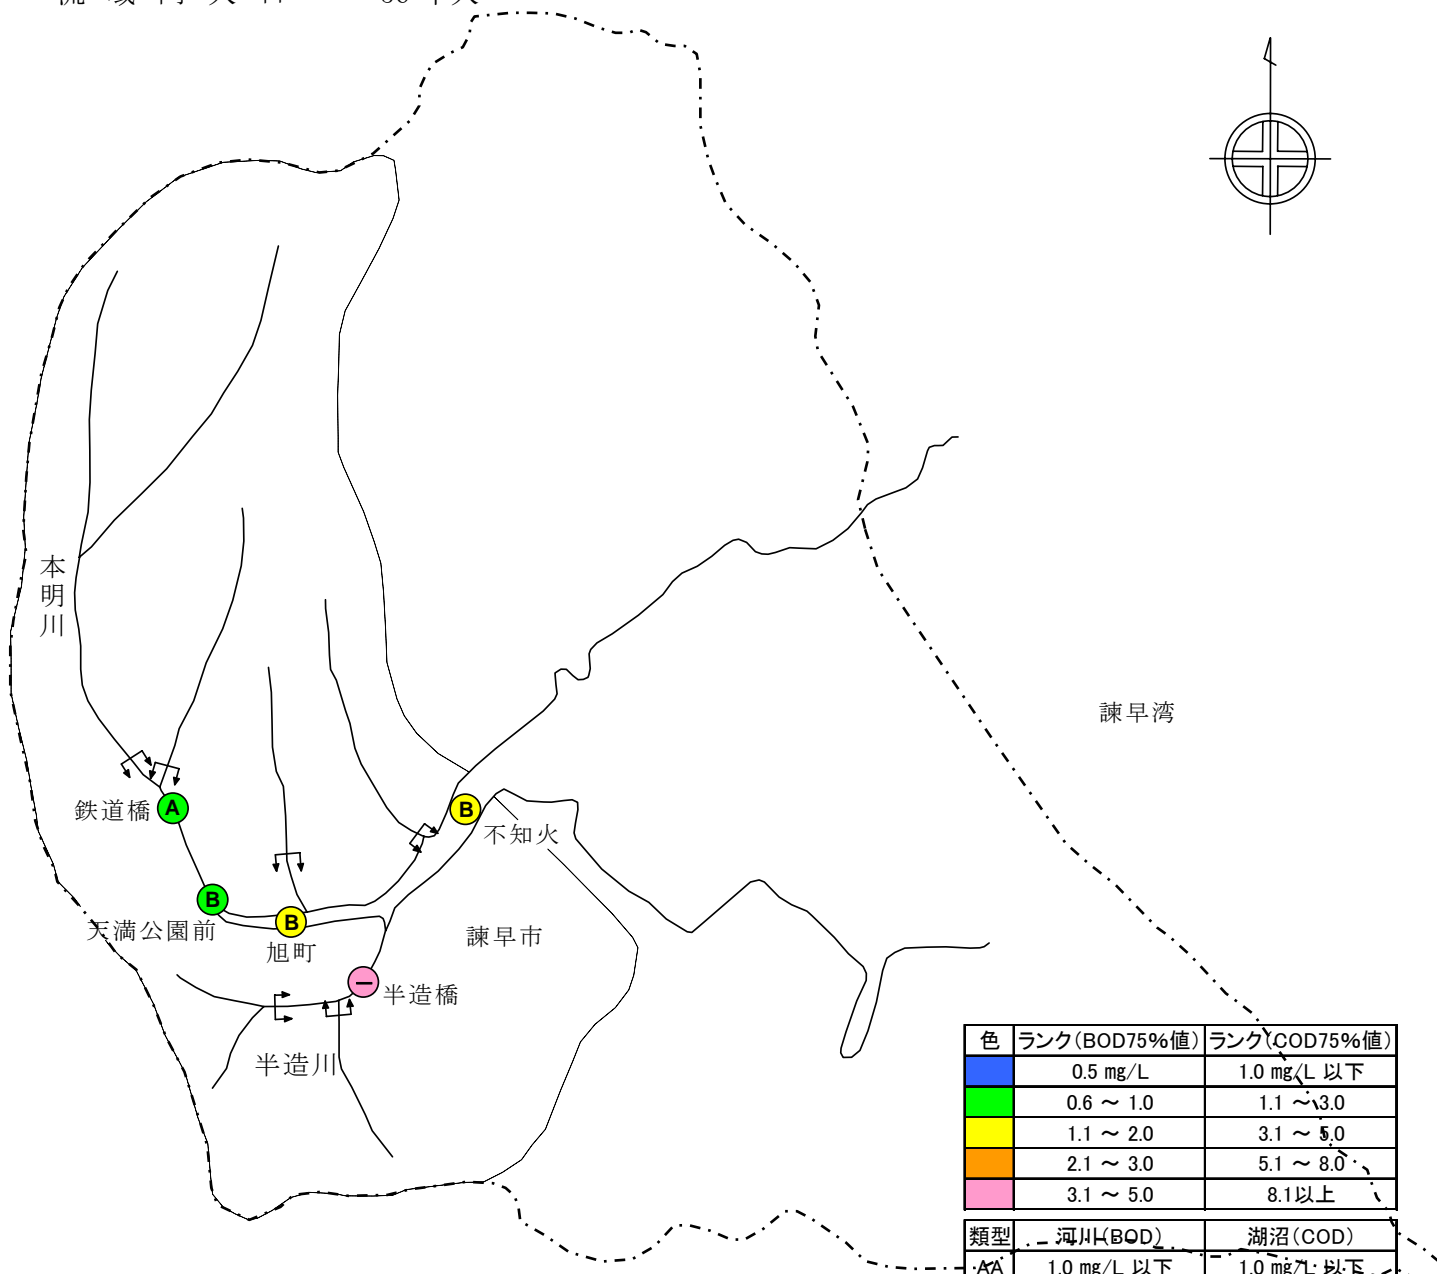 本明川
諫早湾
鉄道橋
A
B
不知火
B
天満公園前
B
旭町
諫早市
半造橋
半造川
色 ランク(BOD75%値) ランク(COD75%値)
0.5 mg/L 1.0 mg/L 以下
0.6 ～ 1.0 1.1 ～ 3.0
1.1 ～ 2.0 3.1 ～ 5.0
2.1 ～ 3.0 5.1 ～ 8.0
3.1 ～ 5.0 8.1以上
類型 河川(BOD) 湖沼(COD)
AA 1.0 mg/L 以下 1.0 mg/L 以下